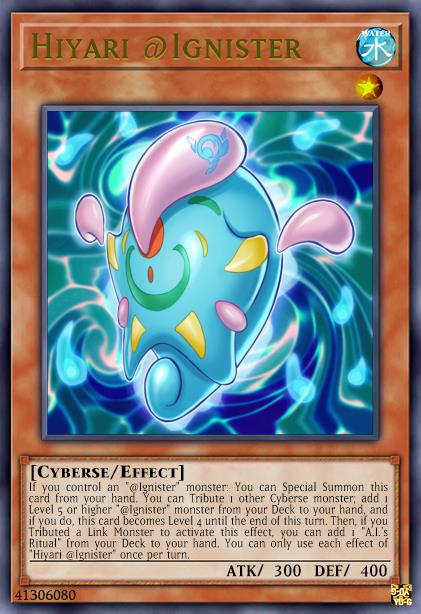 Hiyari @Ignister
WATER
水
[Cyberse/Effect]
If you control an "@Ignister" monster: You can Special Summon this
card from your hand. You can Tribute 1 other Cyberse monster; add 1
Level 5 or higher "@Ignister" monster from your Deck to your hand, and
if you do, this card becomes Level 4 until the end of this turn. Then, if you
Tributed a Link Monster to activate this effect, you can add 1 "A.I.'s
Ritual" from your Deck to your hand. You can only use each effect of
"Hiyari @Ignister" once per turn.
ATK/ 300 DEF/ 400
41306080